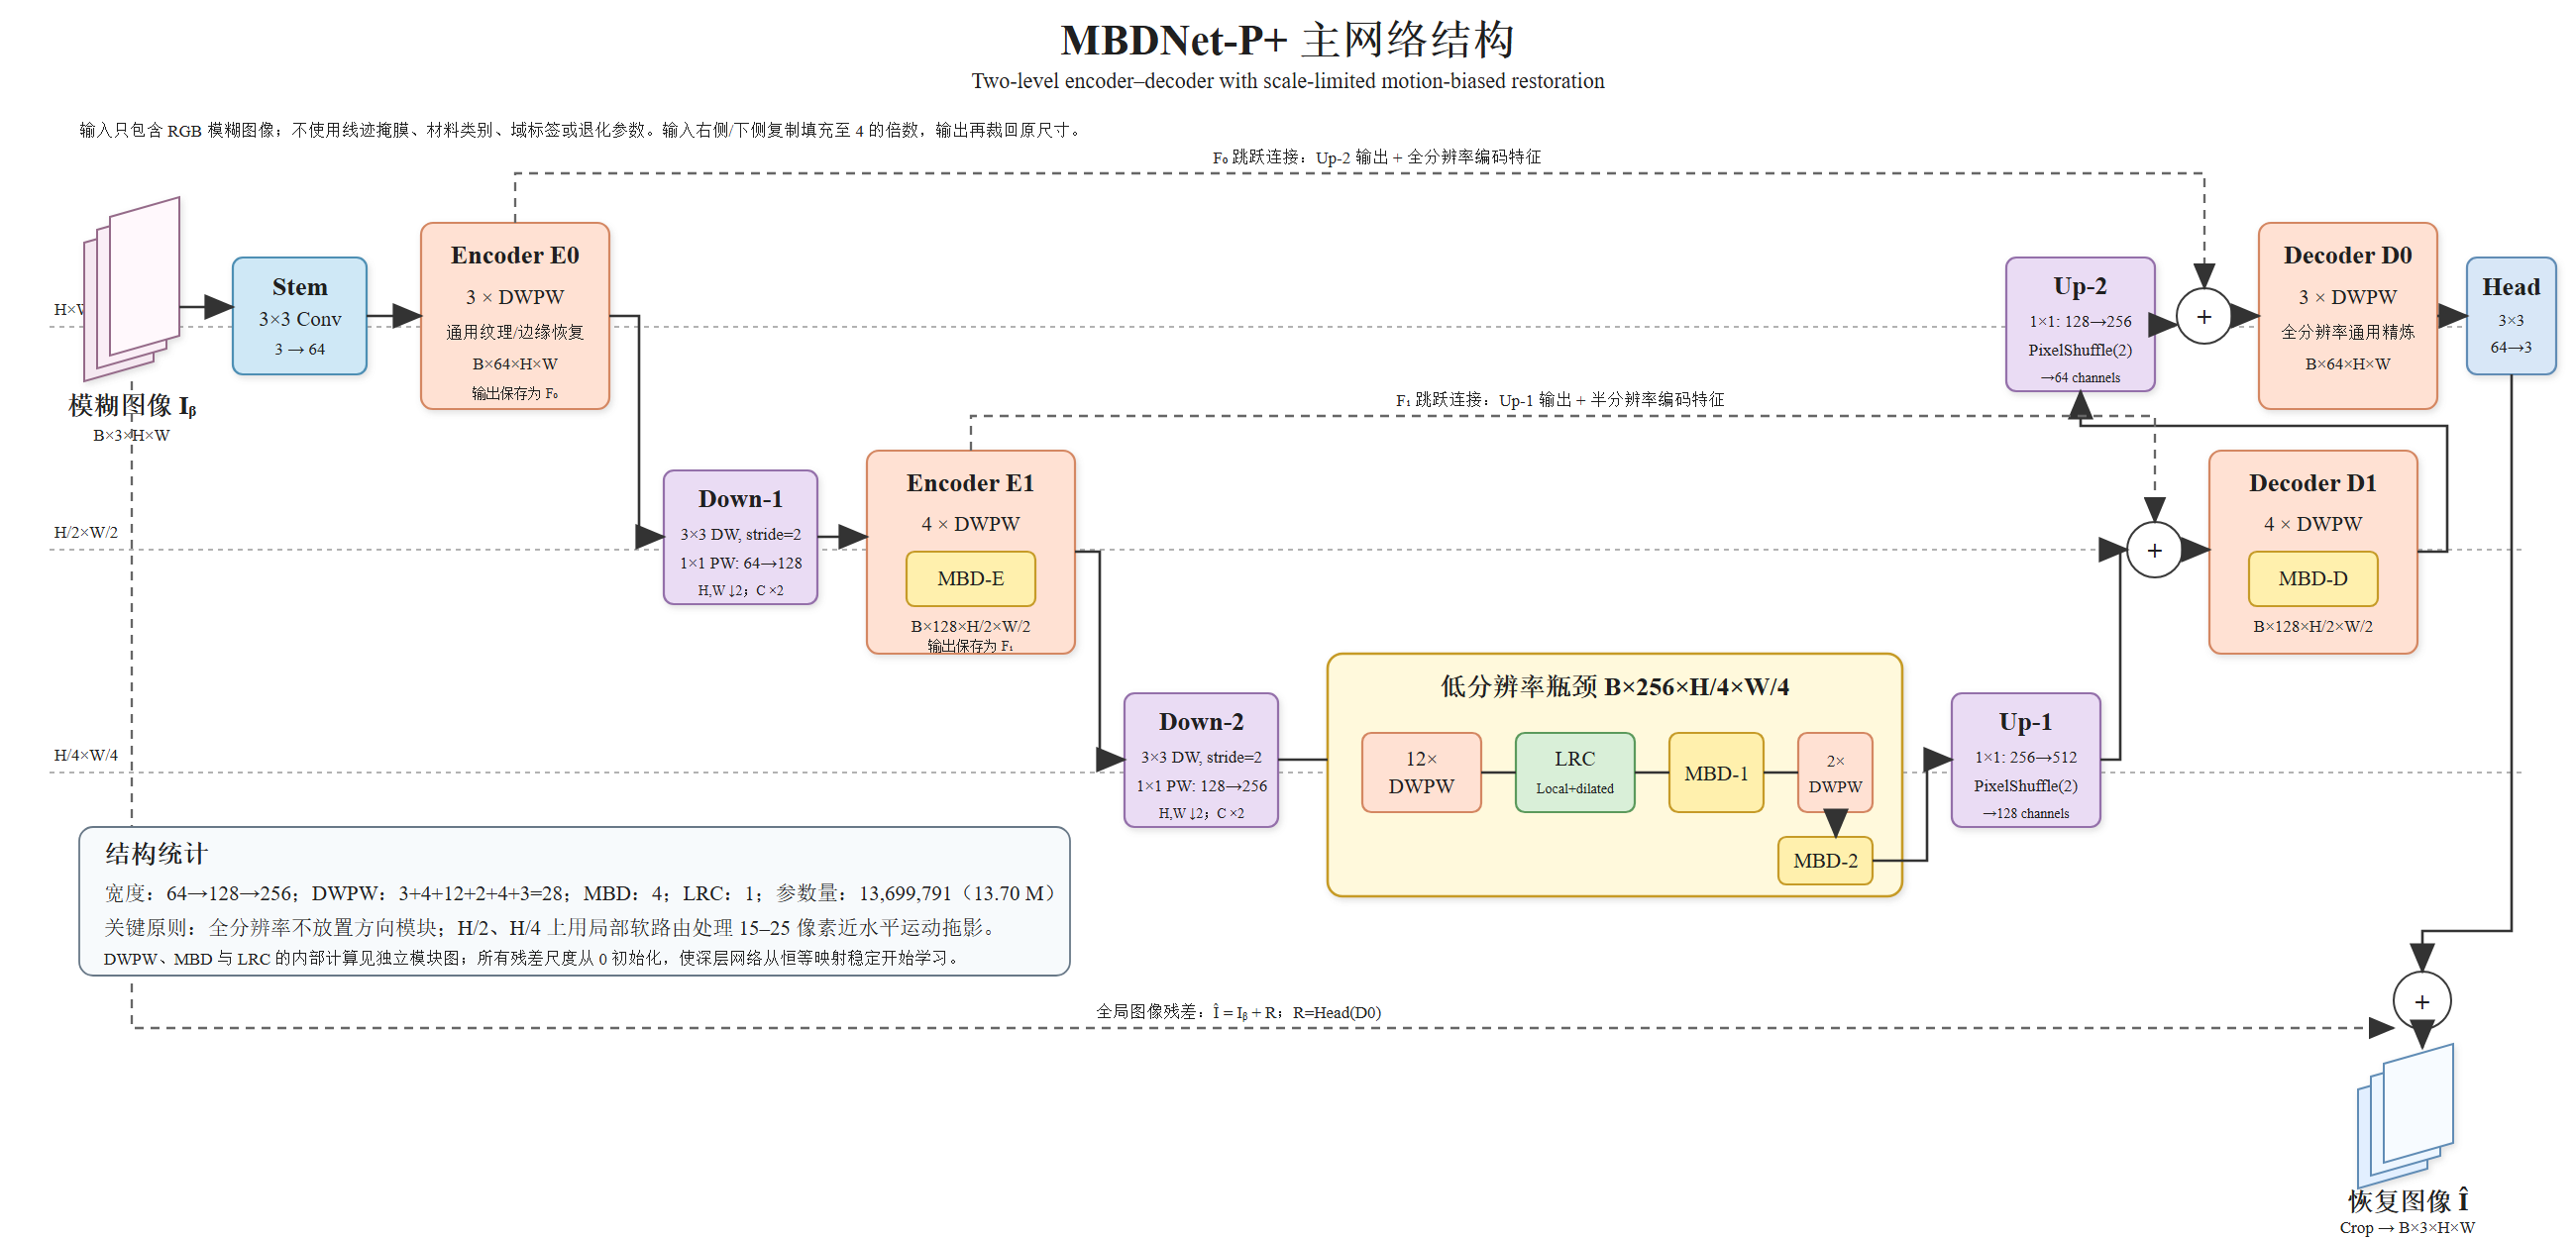 MBDNet-P+ 主网络结构
Two-level encoder–decoder with scale-limited motion-biased restoration
输入只包含 RGB 模糊图像；不使用线迹掩膜、材料类别、域标签或退化参数。输入右侧/下侧复制填充至 4 的倍数，输出再裁回原尺寸。
F₀ 跳跃连接：Up-2 输出 + 全分辨率编码特征
H×W
模糊图像 Iᵦ
B×3×H×W
Stem
3×3 Conv
3 → 64
Encoder E0
3 × DWPW
通用纹理/边缘恢复
B×64×H×W
输出保存为 F₀
Up-2
1×1: 128→256
PixelShuffle(2)
→64 channels
+
Decoder D0
3 × DWPW
全分辨率通用精炼
B×64×H×W
Head
3×3
64→3
F₁ 跳跃连接：Up-1 输出 + 半分辨率编码特征
H/2×W/2
Down-1
3×3 DW, stride=2
1×1 PW: 64→128
H,W ↓2；C ×2
Encoder E1
4 × DWPW
MBD-E
B×128×H/2×W/2
输出保存为 F₁
+
Decoder D1
4 × DWPW
MBD-D
B×128×H/2×W/2
H/4×W/4
Down-2
3×3 DW, stride=2
1×1 PW: 128→256
H,W ↓2；C ×2
低分辨率瓶颈 B×256×H/4×W/4
12×
DWPW
LRC
Local+dilated
MBD-1
2×
DWPW
MBD-2
Up-1
1×1: 256→512
PixelShuffle(2)
→128 channels
结构统计
宽度：64→128→256；DWPW：3+4+12+2+4+3=28；MBD：4；LRC：1；参数量：13,699,791（13.70 M）
关键原则：全分辨率不放置方向模块；H/2、H/4 上用局部软路由处理 15–25 像素近水平运动拖影。
DWPW、MBD 与 LRC 的内部计算见独立模块图；所有残差尺度从 0 初始化，使深层网络从恒等映射稳定开始学习。
全局图像残差：Î = Iᵦ + R；R=Head(D0)
+
恢复图像 Î
Crop → B×3×H×W